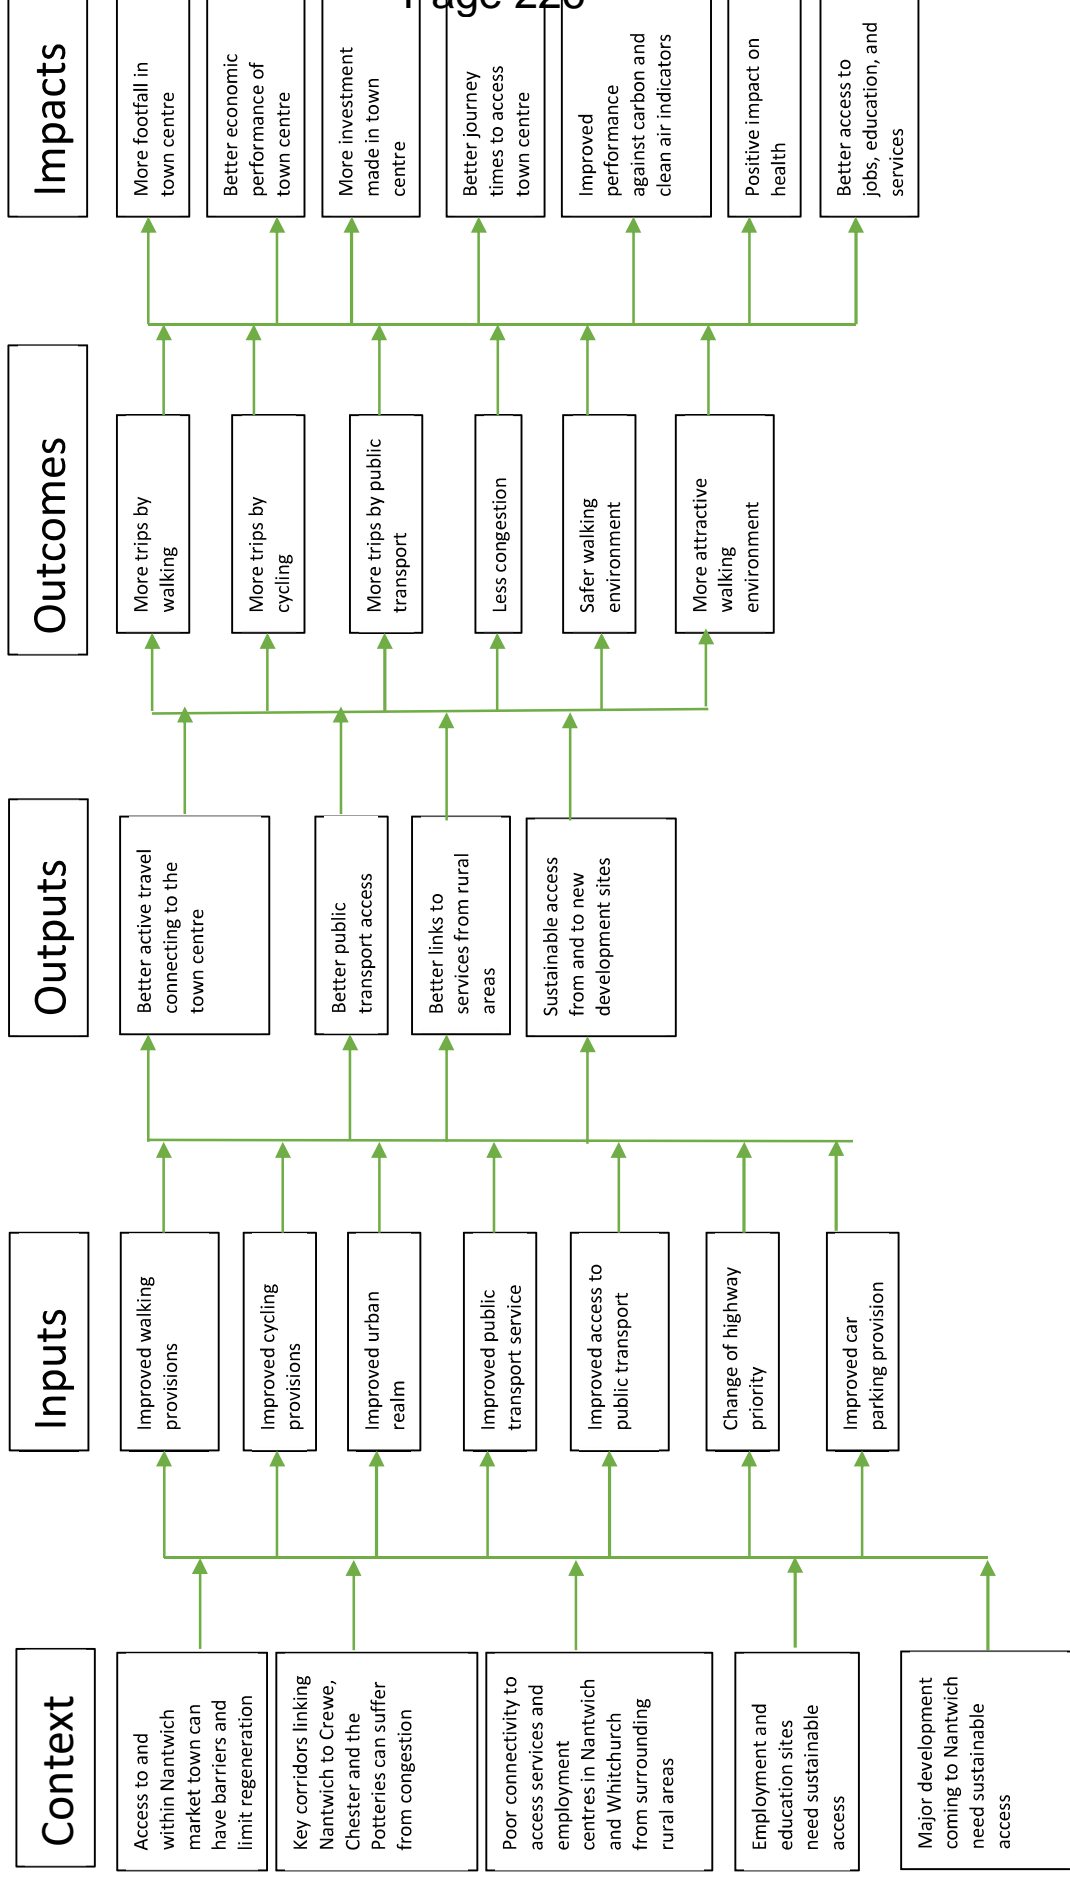 Page 226
Context
Access to and
within Nantwich
market town can
have barriers and
limit regeneration
Key corridors linking
Nantwich to Crewe,
Chester and the
Potteries can suffer
from congestion
Poor connectivity to
access services and
employment
centres in Nantwich
and Whitchurch
from surrounding
rural areas
Employment and
education sites
need sustainable
access
Major development
coming to Nantwich
need sustainable
access
Inputs
Improved walking
provisions
Improved cycling
provisions
Improved urban
realm
Improved public
transport service
Improved access to
public transport
Change of highway
priority
Improved car
parking provision
Outputs
Better active travel
connecting to the
town centre
Better public
transport access
Better links to
services from rural
areas
Sustainable access
from and to new
development sites
Outcomes
More trips by
walking
More trips by
cycling
More trips by public
transport
Less congestion
Safer walking
environment
More attractive
walking
environment
Impacts
More footfall in
town centre
Better economic
performance of
town centre
More investment
made in town
centre
Better journey
times to access
town centre
Improved
performance
against carbon and
clean air indicators
Positive impact on
health
Better access to
jobs, education, and
services